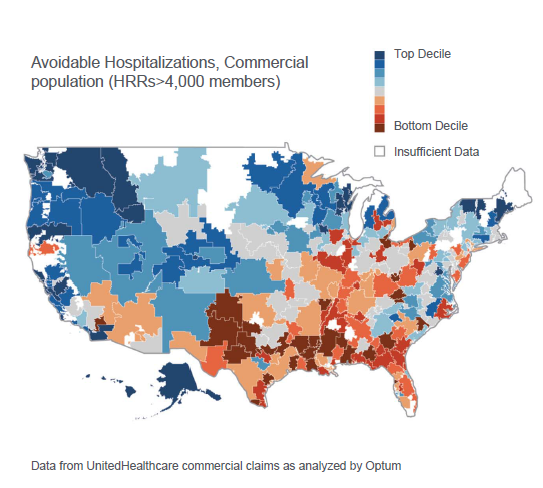 Avoidable Hospitalizations, Commercial
population (HRRs>4,000 members)
Top Decile
Bottom Decile
Insufficient Data
Data from UnitedHealthcare commercial claims as analyzed by Optum